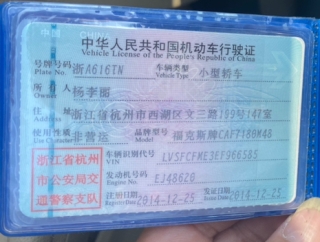 中华人民共和国机动车行驶证
Vehicle License of the People's Republic of China
号牌号码 浙A616TN 车辆类型 小型轿车
Plate No. Vehicle Type
所有人 杨李丽
Owner
住址 浙江省杭州市西湖区文三路199号147室
Address
使用性质 非营运 品牌型号 福克斯牌CAF7180M48
Use Character Model
浙江省杭州 车辆识别代号 LVSFCFME3EF966585
VIN
市公安局交 发动机号码 EJ48620
Engine No.
通警察支队 注册日期 2014-12-25 发证日期 2014-12-25
Register Date Issue Date